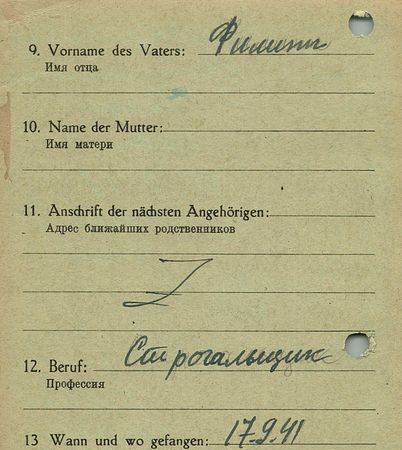 9. Vorname des Vaters: Филипп
Имя отца
10. Name der Mutter:
Имя матери
11. Anschrift der nächsten Angehörigen:
Адрес ближайших родственников
12. Beruf: Строгальщик
Профессия
13 Wann und wo gefangen: 17.9.41